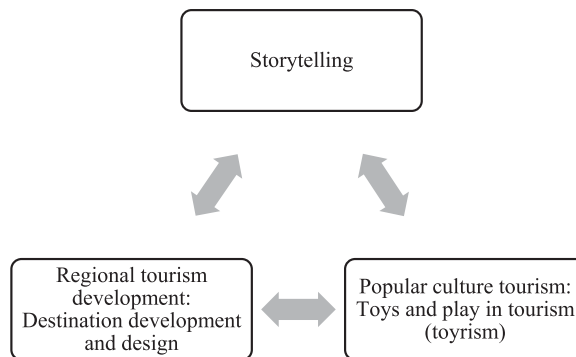 Storytelling
Regional tourism
development:
Destination development
and design
Popular culture tourism:
Toys and play in tourism
(toyrism)